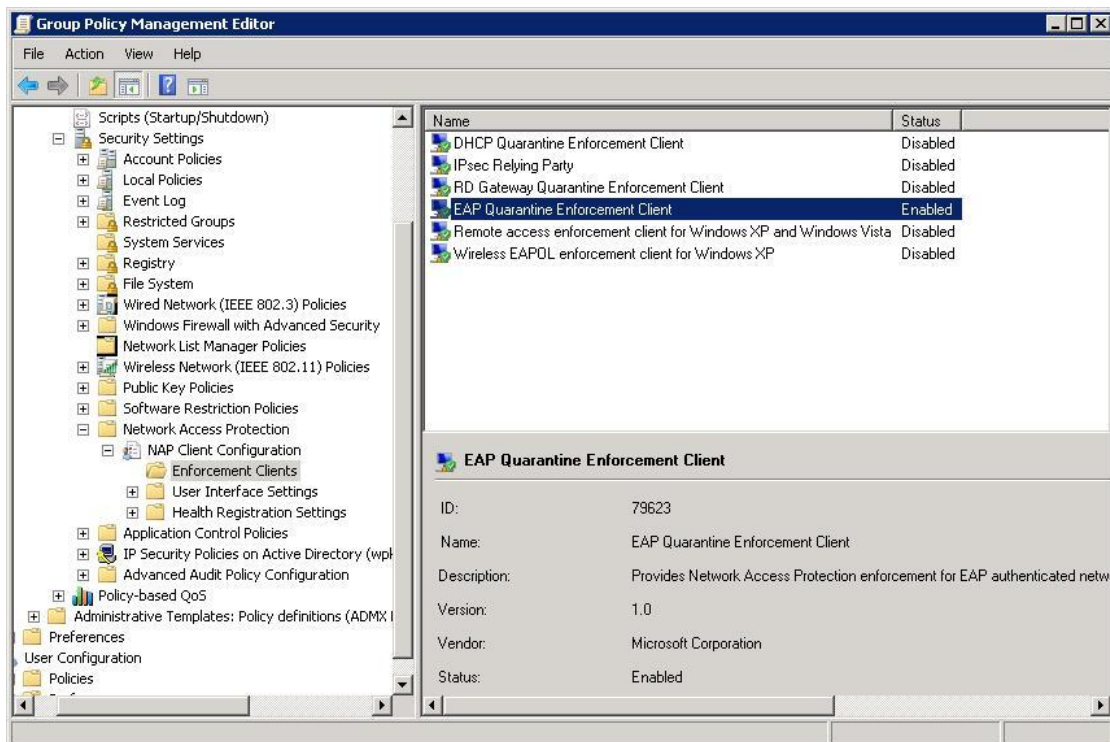 Group Policy Management Editor
File Action View Help
Scripts (Startup/Shutdown)
Security Settings
Account Policies
Local Policies
Event Log
Restricted Groups
System Services
Registry
File System
Wired Network (IEEE 802.3) Policies
Windows Firewall with Advanced Security
Network List Manager Policies
Wireless Network (IEEE 802.11) Policies
Public Key Policies
Software Restriction Policies
Network Access Protection
NAP Client Configuration
Enforcement Clients
User Interface Settings
Health Registration Settings
Application Control Policies
IP Security Policies on Active Directory
Advanced Audit Policy Configuration
Policy-based QoS
Administrative Templates: Policy definitions (ADMX
Preferences
User Configuration
Policies
Name Status
DHCP Quarantine Enforcement Client Disabled
IPsec Relying Party Disabled
RD Gateway Quarantine Enforcement Client Disabled
EAP Quarantine Enforcement Client Enabled
Remote access enforcement client for Windows XP and Windows Vista Disabled
Wireless EAPOL enforcement client for Windows XP Disabled
EAP Quarantine Enforcement Client
ID: 79623
Name: EAP Quarantine Enforcement Client
Description: Provides Network Access Protection enforcement for EAP authenticated netw
Version: 1.0
Vendor: Microsoft Corporation
Status: Enabled